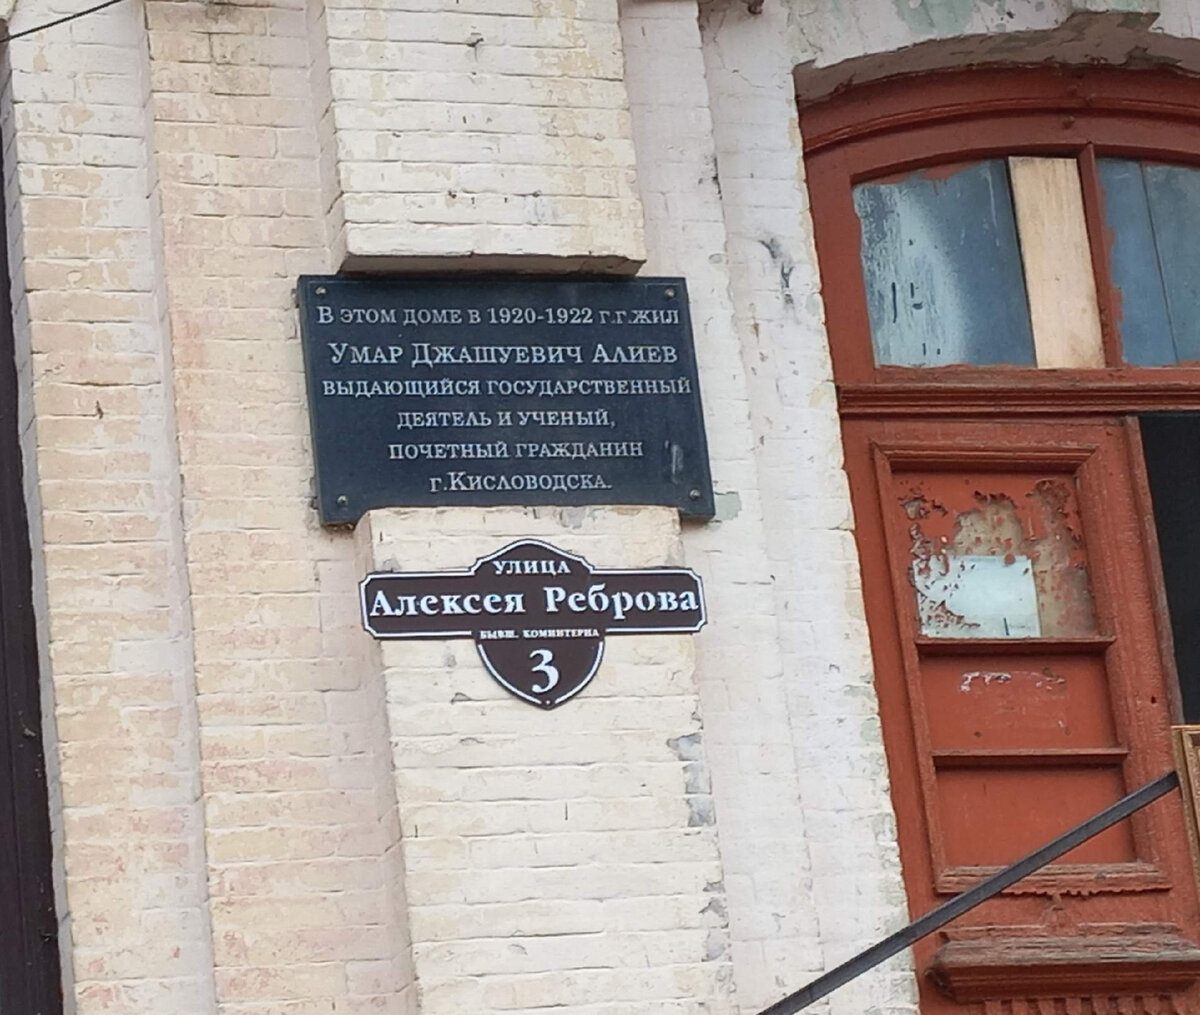 В этом доме в 1920-1922 г.г.жил
Умар Джашуевич Алиев
выдающийся государственный
деятель и ученый,
почетный гражданин
г.Кисловодска.
улица
Алексея Реброва
бывш. Коминтерна
3